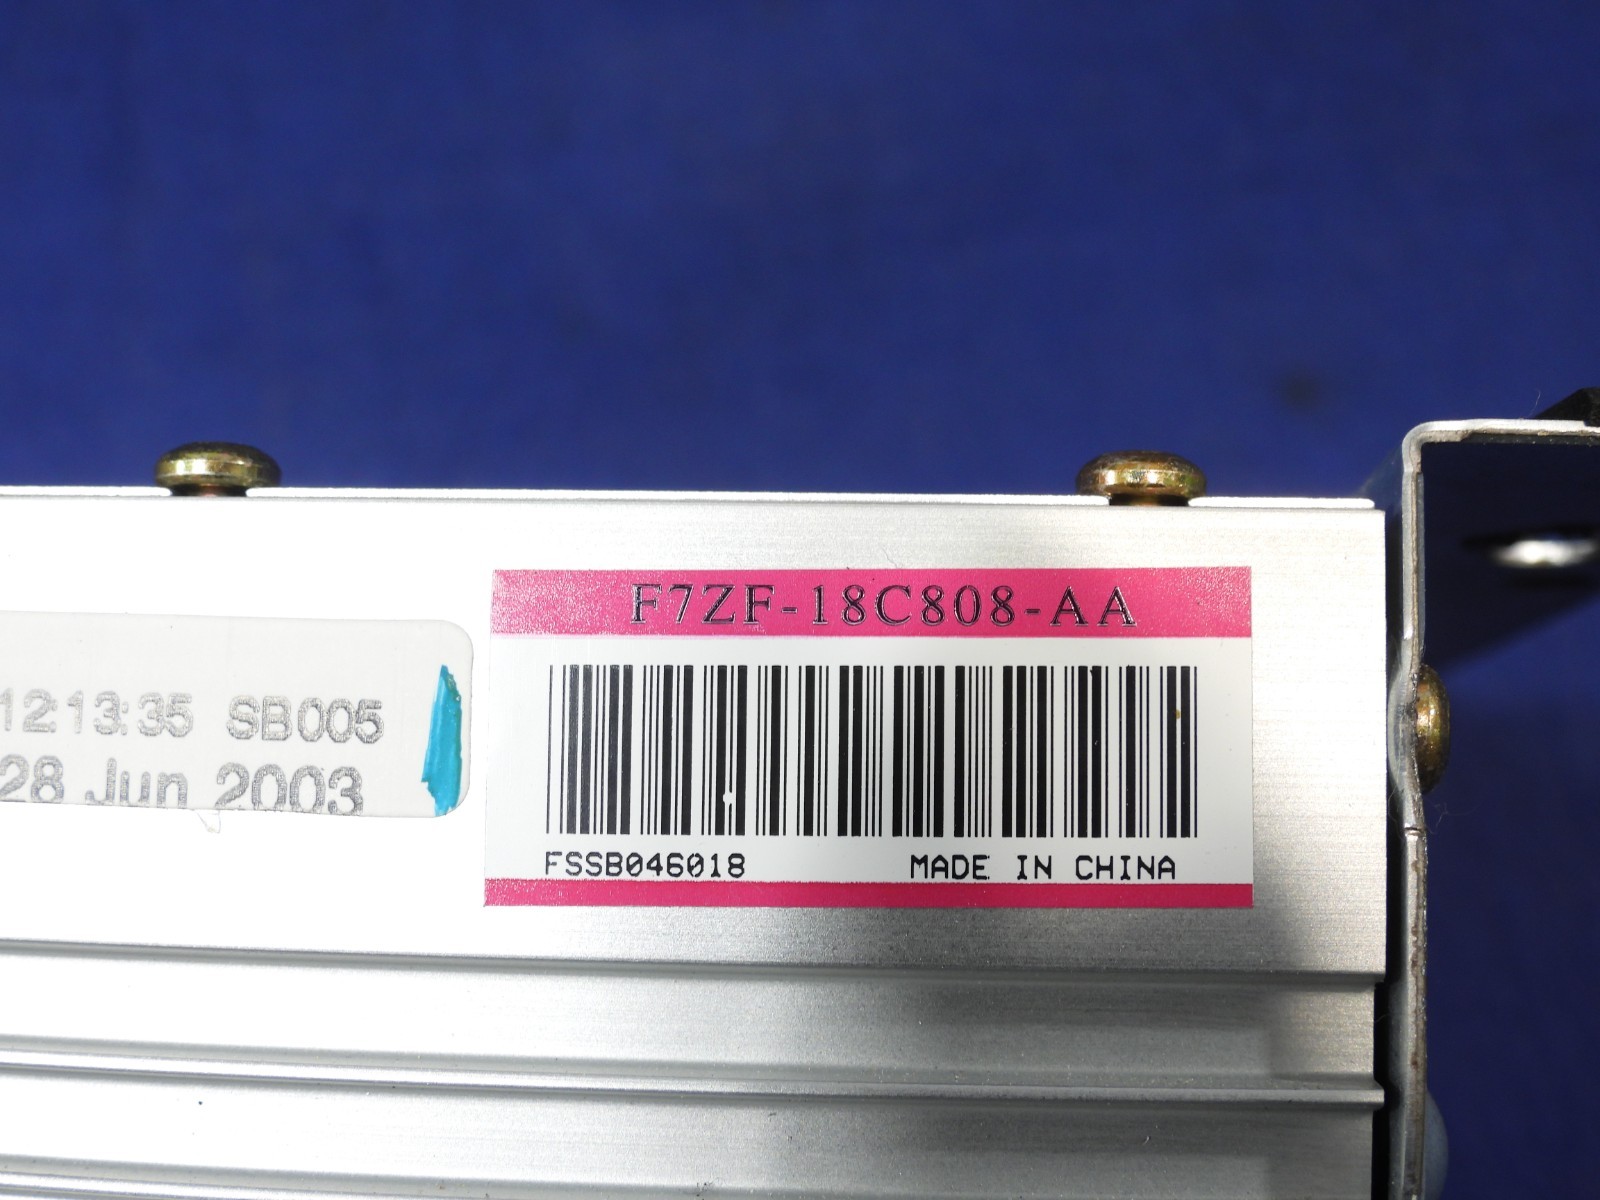 12:13:35 SB005
28 Jun 2003
F7ZF-18C808-AA
FSSB046018 MADE IN CHINA